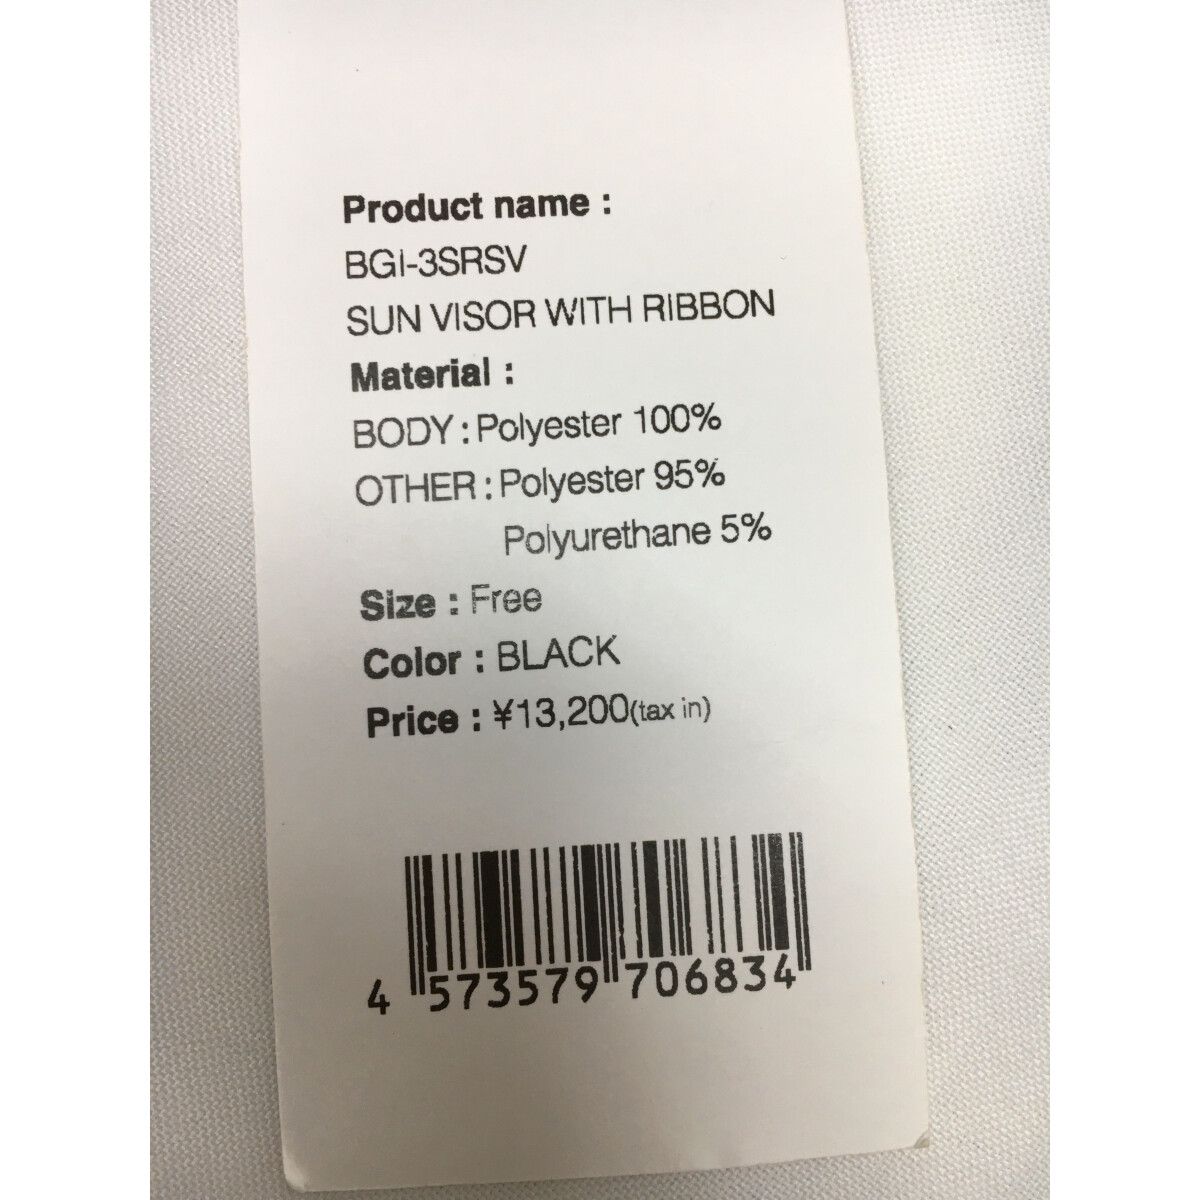 Product name :
BGI-3SRSV
SUN VISOR WITH RIBBON
Material :
BODY : Polyester 100%
OTHER : Polyester 95%
Polyurethane 5%
Size : Free
Color : BLACK
Price : ¥13,200(tax in)
4 573579 706834